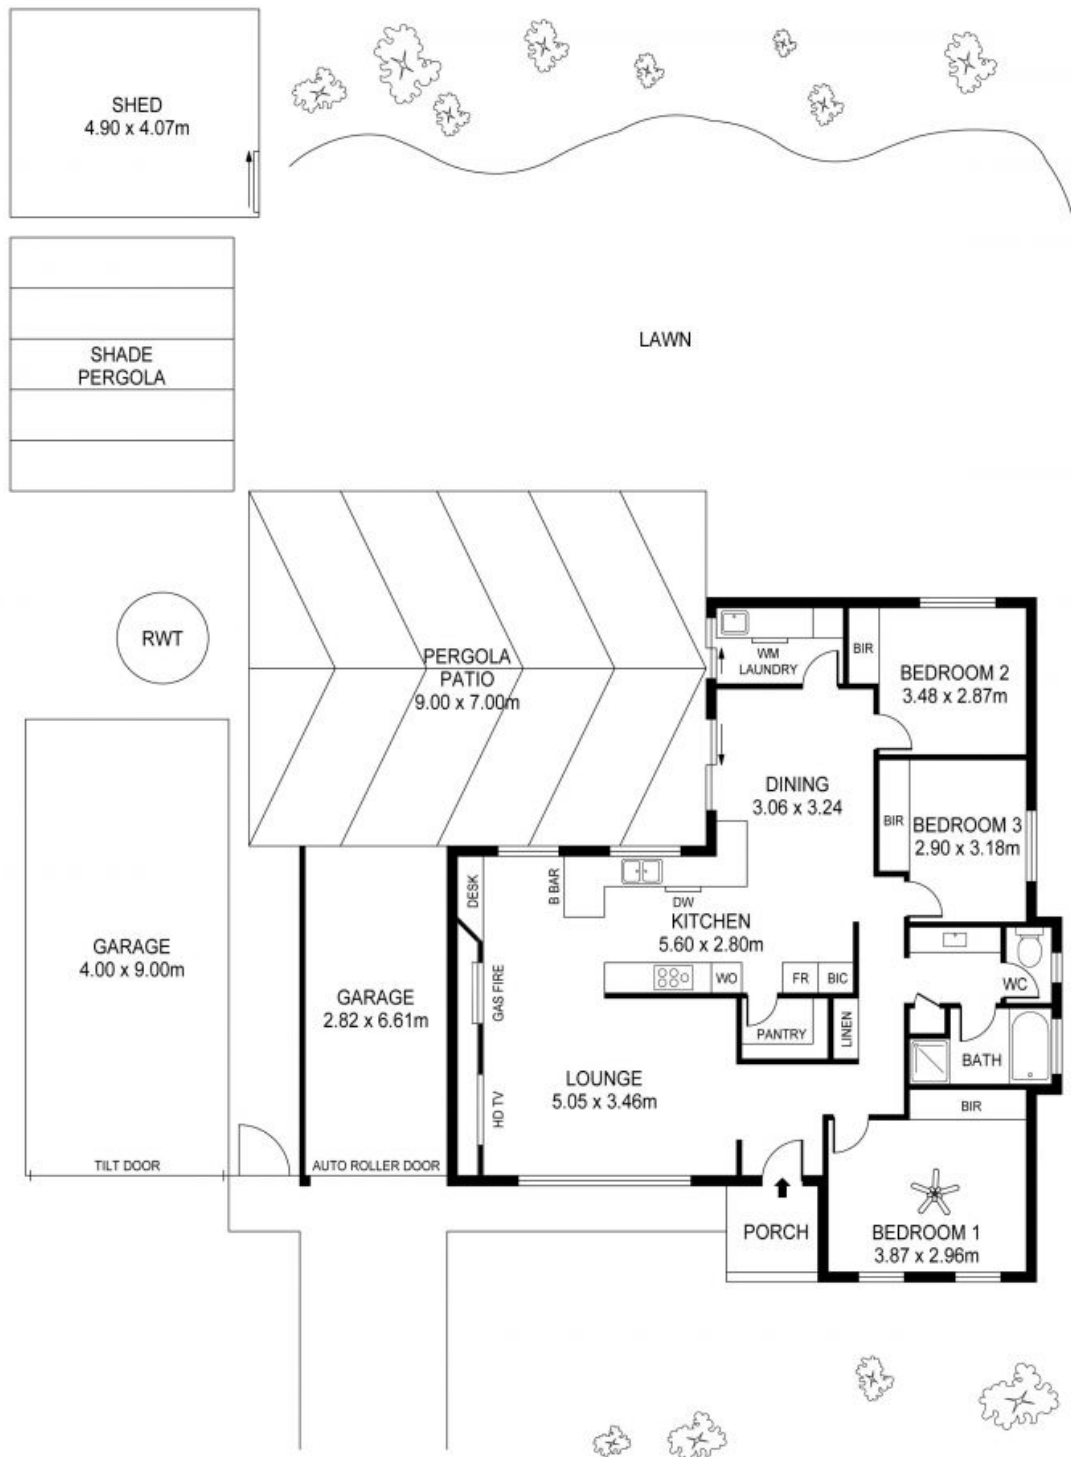 SHED
4.90 x 4.07m
SHADE
PERGOLA
LAWN
RWT
PERGOLA
PATIO
9.00 x 7.00m
WM
LAUNDRY
BIR
BEDROOM 2
3.48 x 2.87m
DINING
3.06 x 3.24
BIR
BEDROOM 3
2.90 x 3.18m
DESK
B BAR
DW
KITCHEN
5.60 x 2.80m
GARAGE
4.00 x 9.00m
GARAGE
2.82 x 6.61m
GAS FIRE
WO
FR
BIC
WC
PANTRY
LINEN
BATH
LOUNGE
5.05 x 3.46m
HD TV
BIR
TILT DOOR
AUTO ROLLER DOOR
PORCH
BEDROOM 1
3.87 x 2.96m